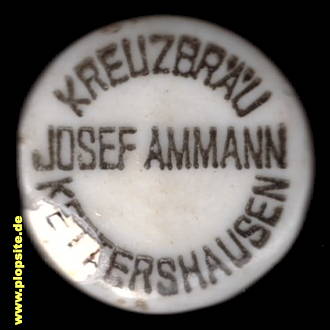 KREUZBRÄU
JOSEF AMMANN
KETTERSHAUSEN
www.plopsite.de ©